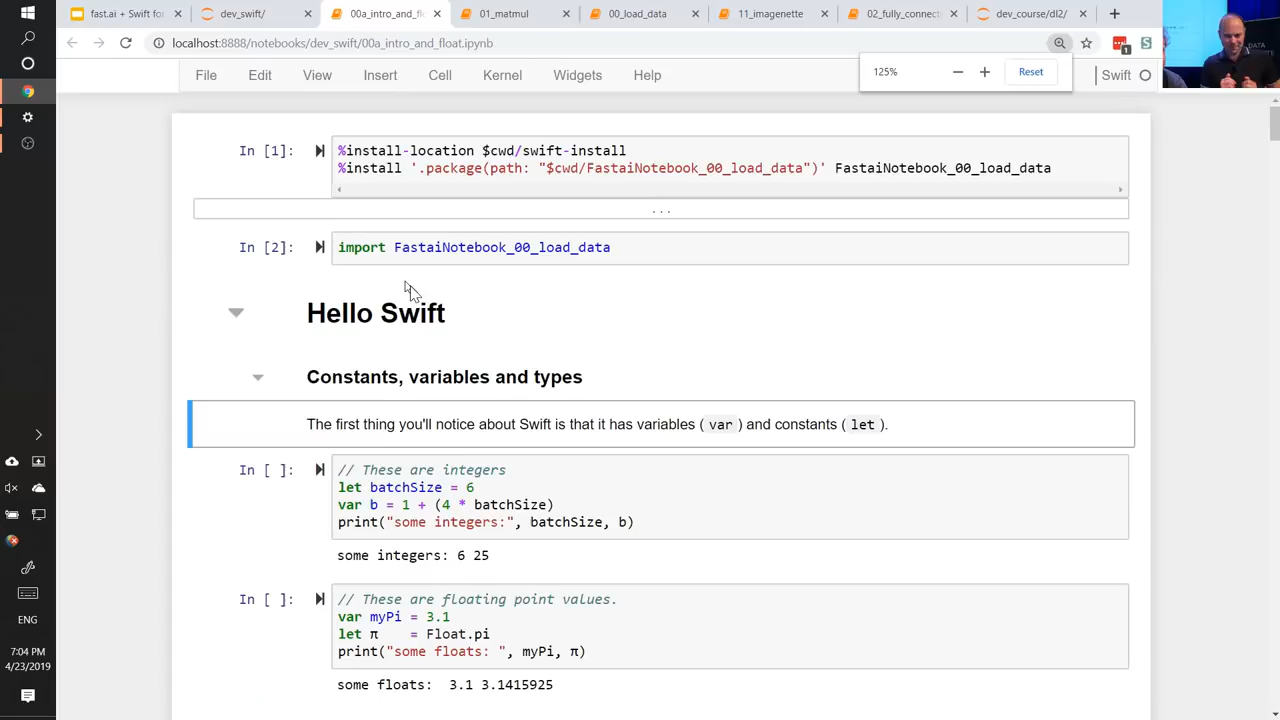 fast.ai - Swift for
dev_swift/
00a_intro_and_fl
01_matmul
00_load_data
11_imagenette
02_fully_connect
dev_course/dl2/
localhost:8888/notebooks/dev_swift/00a_intro_and_float.ipynb
1
125%
Reset
File Edit View Insert Cell Kernel Widgets Help
Swift
DATA
In [1]:
%install-location $cwd/swift-install
%install '.package(path: "$cwd/FastaiNotebook_00_load_data")' FastaiNotebook_00_load_data
...
In [2]:
import FastaiNotebook_00_load_data
Hello Swift
Constants, variables and types
The first thing you'll notice about Swift is that it has variables ( var ) and constants ( let ).
In [ ]:
// These are integers
let batchSize = 6
var b = 1 + (4 * batchSize)
print("some integers:", batchSize, b)
some integers: 6 25
In [ ]:
// These are floating point values.
var myPi = 3.1
let π    = Float.pi
print("some floats: ", myPi, π)
some floats:  3.1 3.1415925
ENG
7:04 PM
4/23/2019